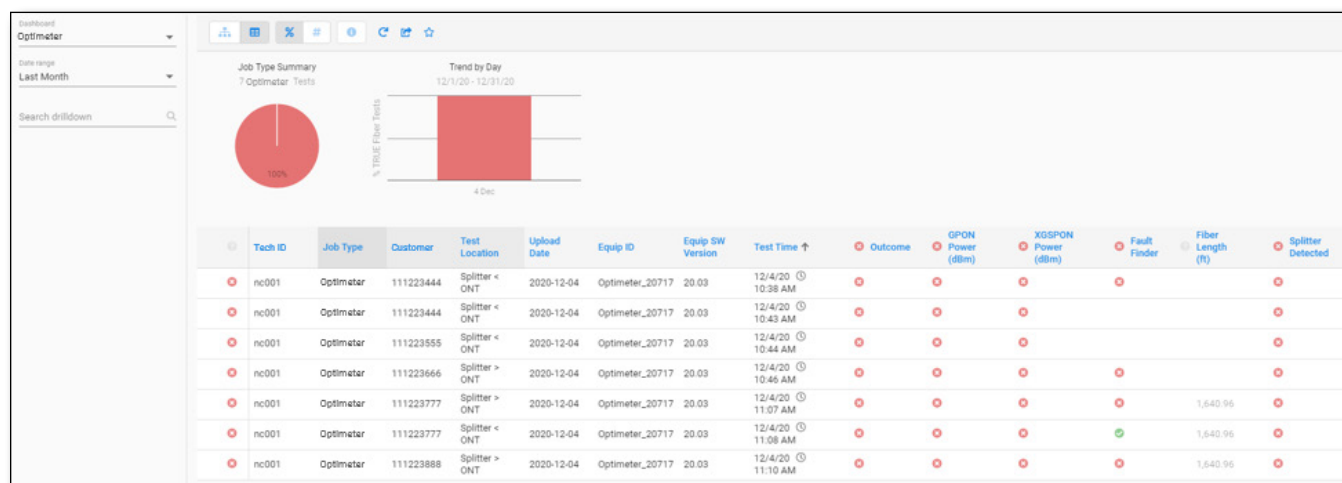 Dashboard
Optimeter
Date range
Last Month
Search drilldown
%
#
Job Type Summary
7 Optimeter Tests
100%
Trend by Day
12/1/20 - 12/31/20
% TRUE Fiber Tests
4 Dec
Tech ID Job Type Customer Test Location Upload Date Equip ID Equip SW Version Test Time ↑ Outcome GPON Power (dBm) XGSPON Power (dBm) Fault Finder Fiber Length (ft) Splitter Detected
nc001 Optimeter 111223444 Splitter < ONT 2020-12-04 Optimeter_20717 20.03 12/4/20 10:38 AM
nc001 Optimeter 111223444 Splitter < ONT 2020-12-04 Optimeter_20717 20.03 12/4/20 10:43 AM
nc001 Optimeter 111223555 Splitter < ONT 2020-12-04 Optimeter_20717 20.03 12/4/20 10:44 AM
nc001 Optimeter 111223666 Splitter > ONT 2020-12-04 Optimeter_20717 20.03 12/4/20 10:46 AM
nc001 Optimeter 111223777 Splitter > ONT 2020-12-04 Optimeter_20717 20.03 12/4/20 11:07 AM 1,640.96
nc001 Optimeter 111223777 Splitter < ONT 2020-12-04 Optimeter_20717 20.03 12/4/20 11:08 AM 1,640.96
nc001 Optimeter 111223888 Splitter > ONT 2020-12-04 Optimeter_20717 20.03 12/4/20 11:10 AM 1,640.96